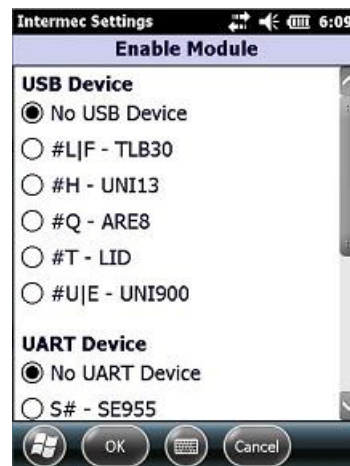 Intermec Settings 6:09
Enable Module
USB Device
No USB Device
#L|F - TLB30
#H - UNI13
#Q - ARE8
#T - LID
#U|E - UNI900
UART Device
No UART Device
S# - SE955
OK Cancel